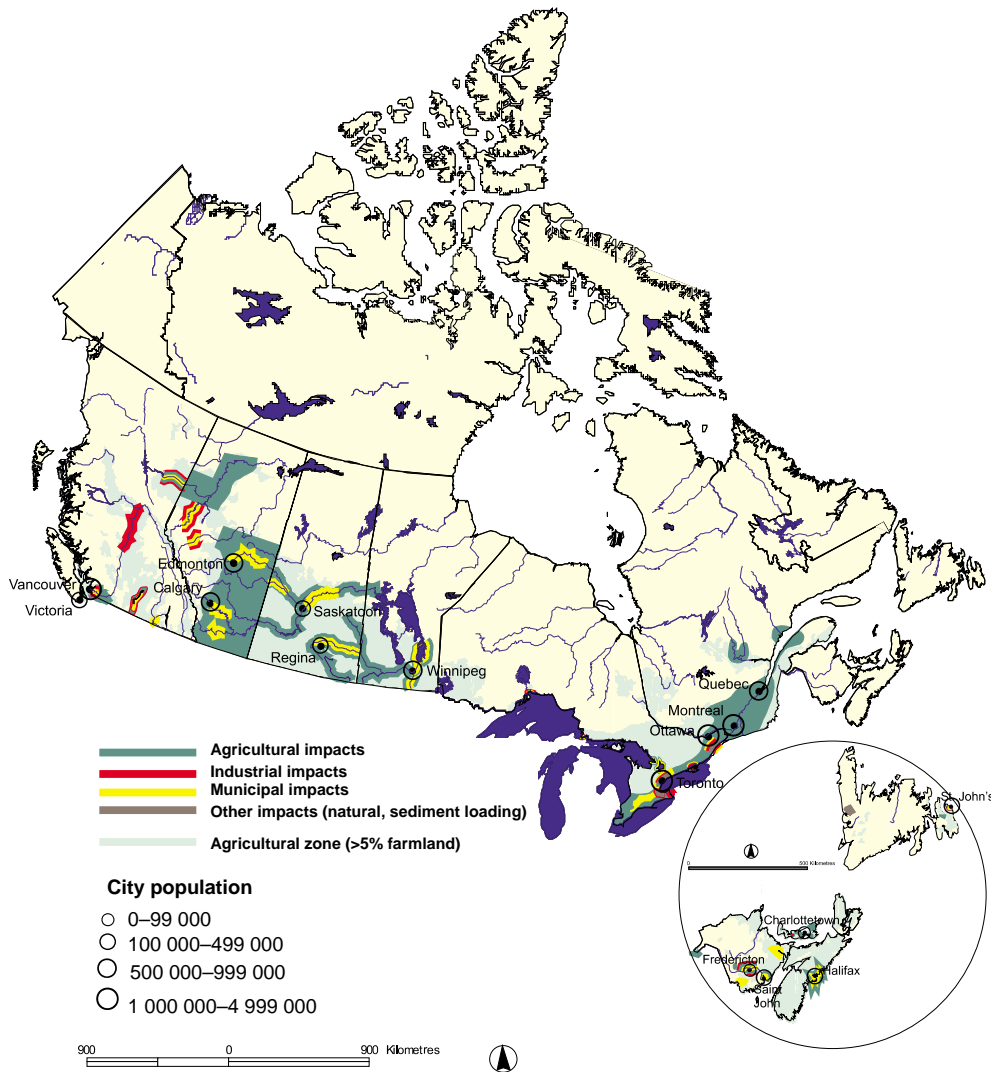 Edmonton
Vancouver
Calgary
Victoria
Saskatoon
Regina
Winnipeg
Quebec
Montreal
Ottawa
Toronto
Agricultural impacts
Industrial impacts
Municipal impacts
Other impacts (natural, sediment loading)
Agricultural zone (>5% farmland)
City population
0–99 000
100 000–499 000
500 000–999 000
1 000 000–4 999 000
900 0 900 Kilometres
St. John's
0 500 Kilometres
Charlottetown
Fredericton
Halifax
Saint
John